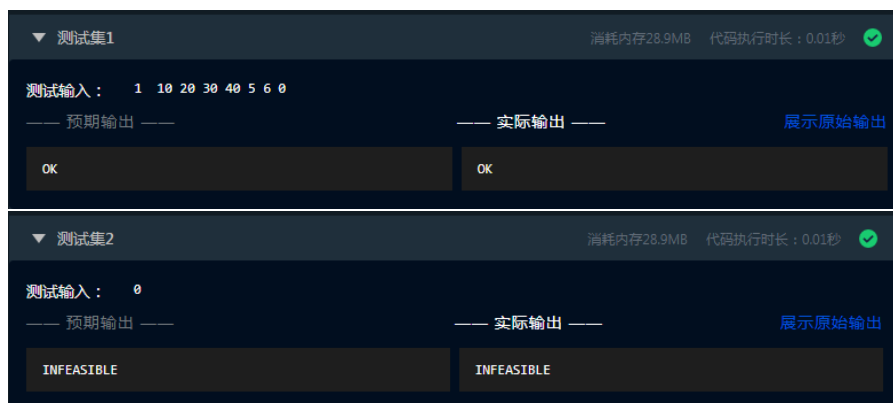 ▼ 测试集1 消耗内存28.9MB 代码执行时长：0.01秒
测试输入： 1 10 20 30 40 5 6 0
—— 预期输出 —— —— 实际输出 —— 展示原始输出
OK OK
▼ 测试集2 消耗内存28.9MB 代码执行时长：0.01秒
测试输入： 0
—— 预期输出 —— —— 实际输出 —— 展示原始输出
INFEASIBLE INFEASIBLE